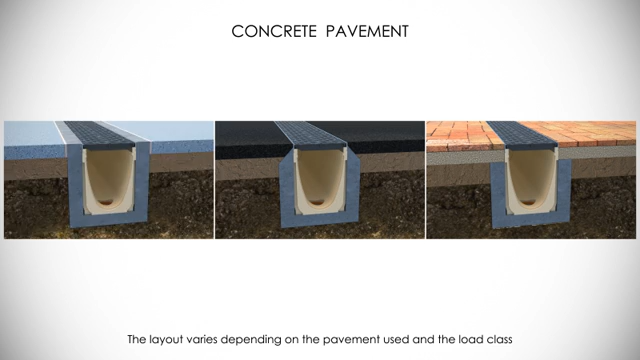 CONCRETE PAVEMENT
The layout varies depending on the pavement used and the load class